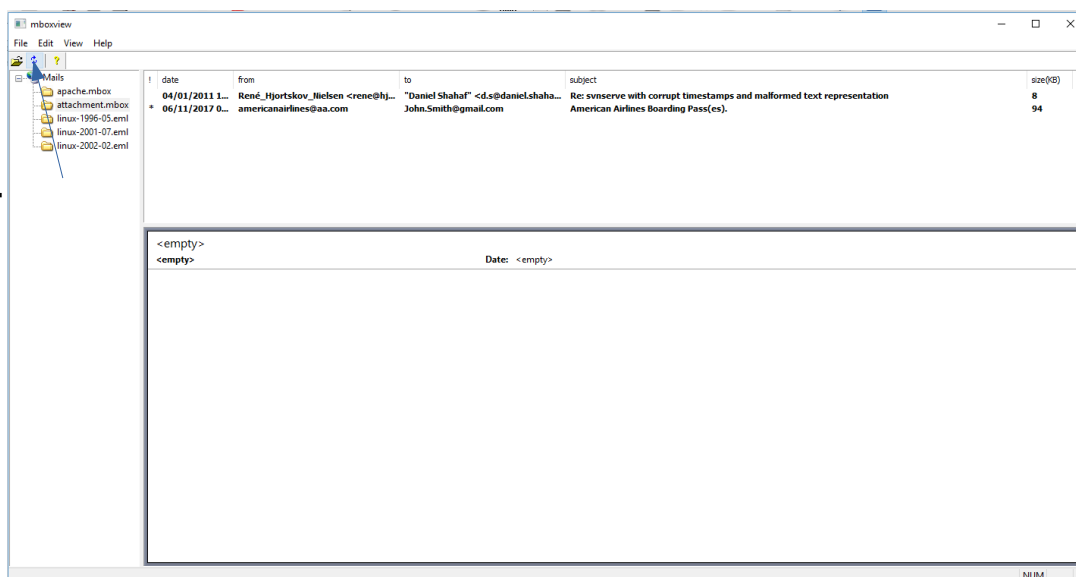 mboxview
File Edit View Help
?
Mails
apache.mbox
attachment.mbox
linux-1996-05.eml
linux-2001-07.eml
linux-2002-02.eml
! date from to subject size(KB)
04/01/2011 1... René_Hjortskov_Nielsen <rene@hj... "Daniel Shahaf" <d.s@daniel.shaha... Re: svnserve with corrupt timestamps and malformed text representation 8
* 06/11/2017 0... americanairlines@aa.com John.Smith@gmail.com American Airlines Boarding Pass(es). 94
<empty>
<empty> Date: <empty>
NUM